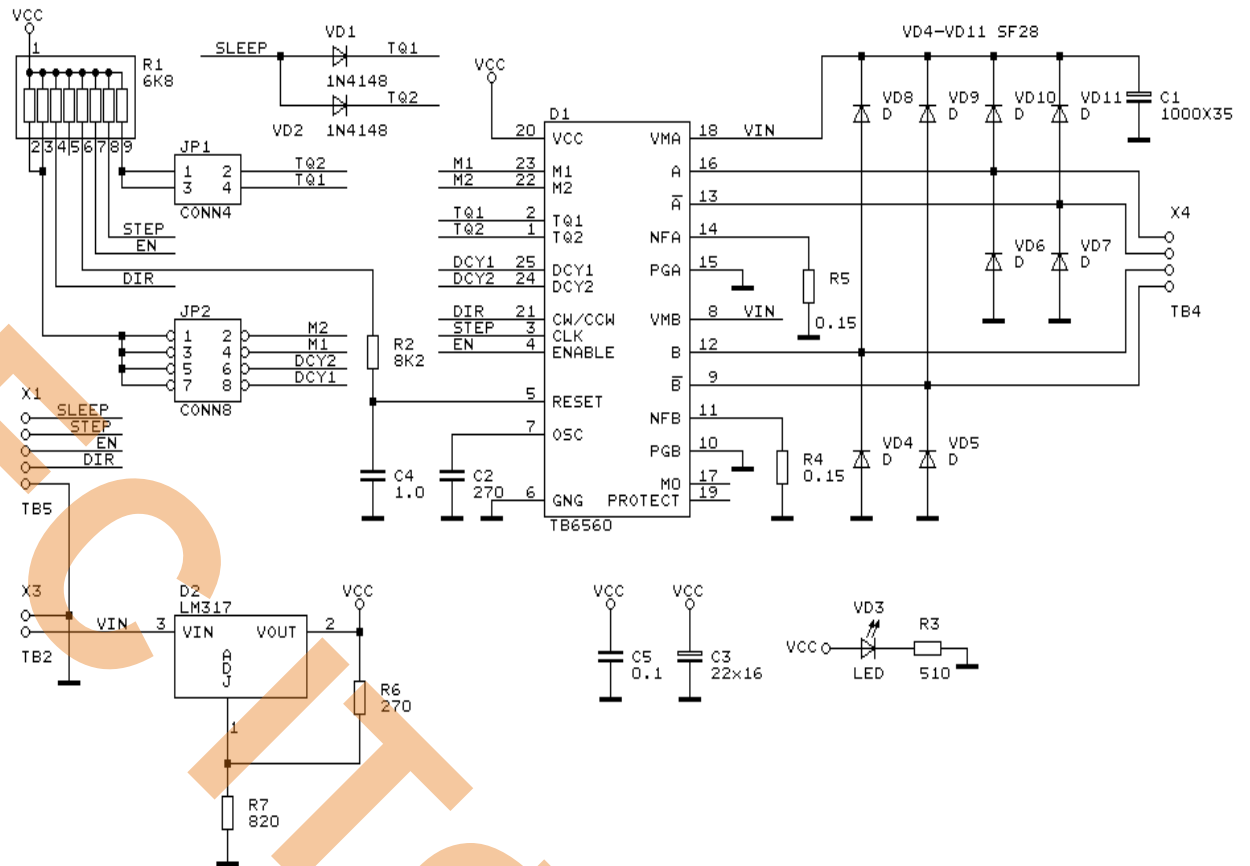 VCC
1
R1
6K8
2 3 4 5 6 7 8 9
SLEEP
VD1
TQ1
1N4148
TQ2
VD2
1N4148
JP1
1 2
3 4
CONN4
TQ2
TQ1
STEP
EN
DIR
JP2
1 2
3 4
5 6
7 8
CONN8
M2
M1
DCY2
DCY1
R2
8K2
X1
SLEEP
STEP
EN
DIR
TB5
C4
1.0
C2
270
VCC
D1
20 VCC
M1 23 M1
M2 22 M2
TQ1 2 TQ1
TQ2 1 TQ2
DCY1 25 DCY1
DCY2 24 DCY2
DIR 21 CW/CCW
STEP 3 CLK
EN 4 ENABLE
5 RESET
7 OSC
6 GNG
TB6560
VMA 18 VIN
A 16
A̅ 13
NFA 14
PGA 15
VMB 8 VIN
B 12
B̅ 9
NFB 11
PGB 10
MO 17
PROTECT 19
R5
0.15
R4
0.15
VD4-VD11 SF28
VD8
D
VD9
D
VD10
D
VD11
D
C1
1000X35
VD6
D
VD7
D
VD4
D
VD5
D
X4
TB4
X3
TB2
VIN
D2
LM317
3 VIN
VOUT 2
ADJ
1
VCC
R6
270
R7
820
VCC
C5
0.1
VCC
C3
22x16
VCC
VD3
LED
R3
510
EC IT